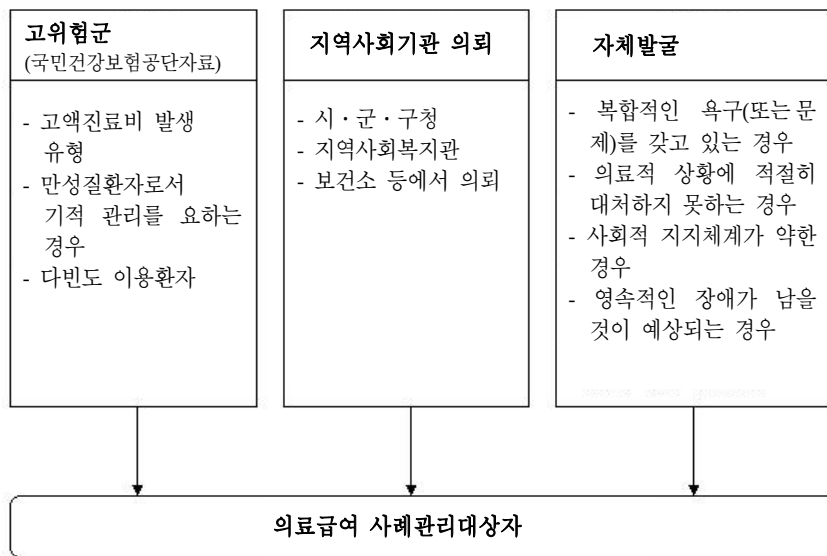 고위험군
(국민건강보험공단자료)
- 고액진료비 발생
유형
- 만성질환자로서
기적 관리를 요하는
경우
- 다빈도 이용환자
지역사회기관 의뢰
- 시·군·구청
- 지역사회복지관
- 보건소 등에서 의뢰
자체발굴
- 복합적인 욕구(또는 문
제)를 갖고 있는 경우
- 의료적 상황에 적절히
대처하지 못하는 경우
- 사회적 지지체계가 약한
경우
- 영속적인 장애가 남을
것이 예상되는 경우
의료급여 사례관리대상자